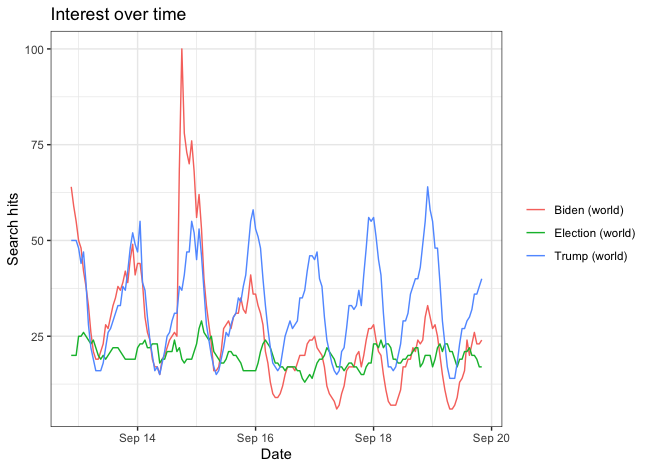 Interest over time
Search hits
100
75
50
25
Sep 14
Sep 16
Sep 18
Sep 20
Date
Biden (world)
Election (world)
Trump (world)